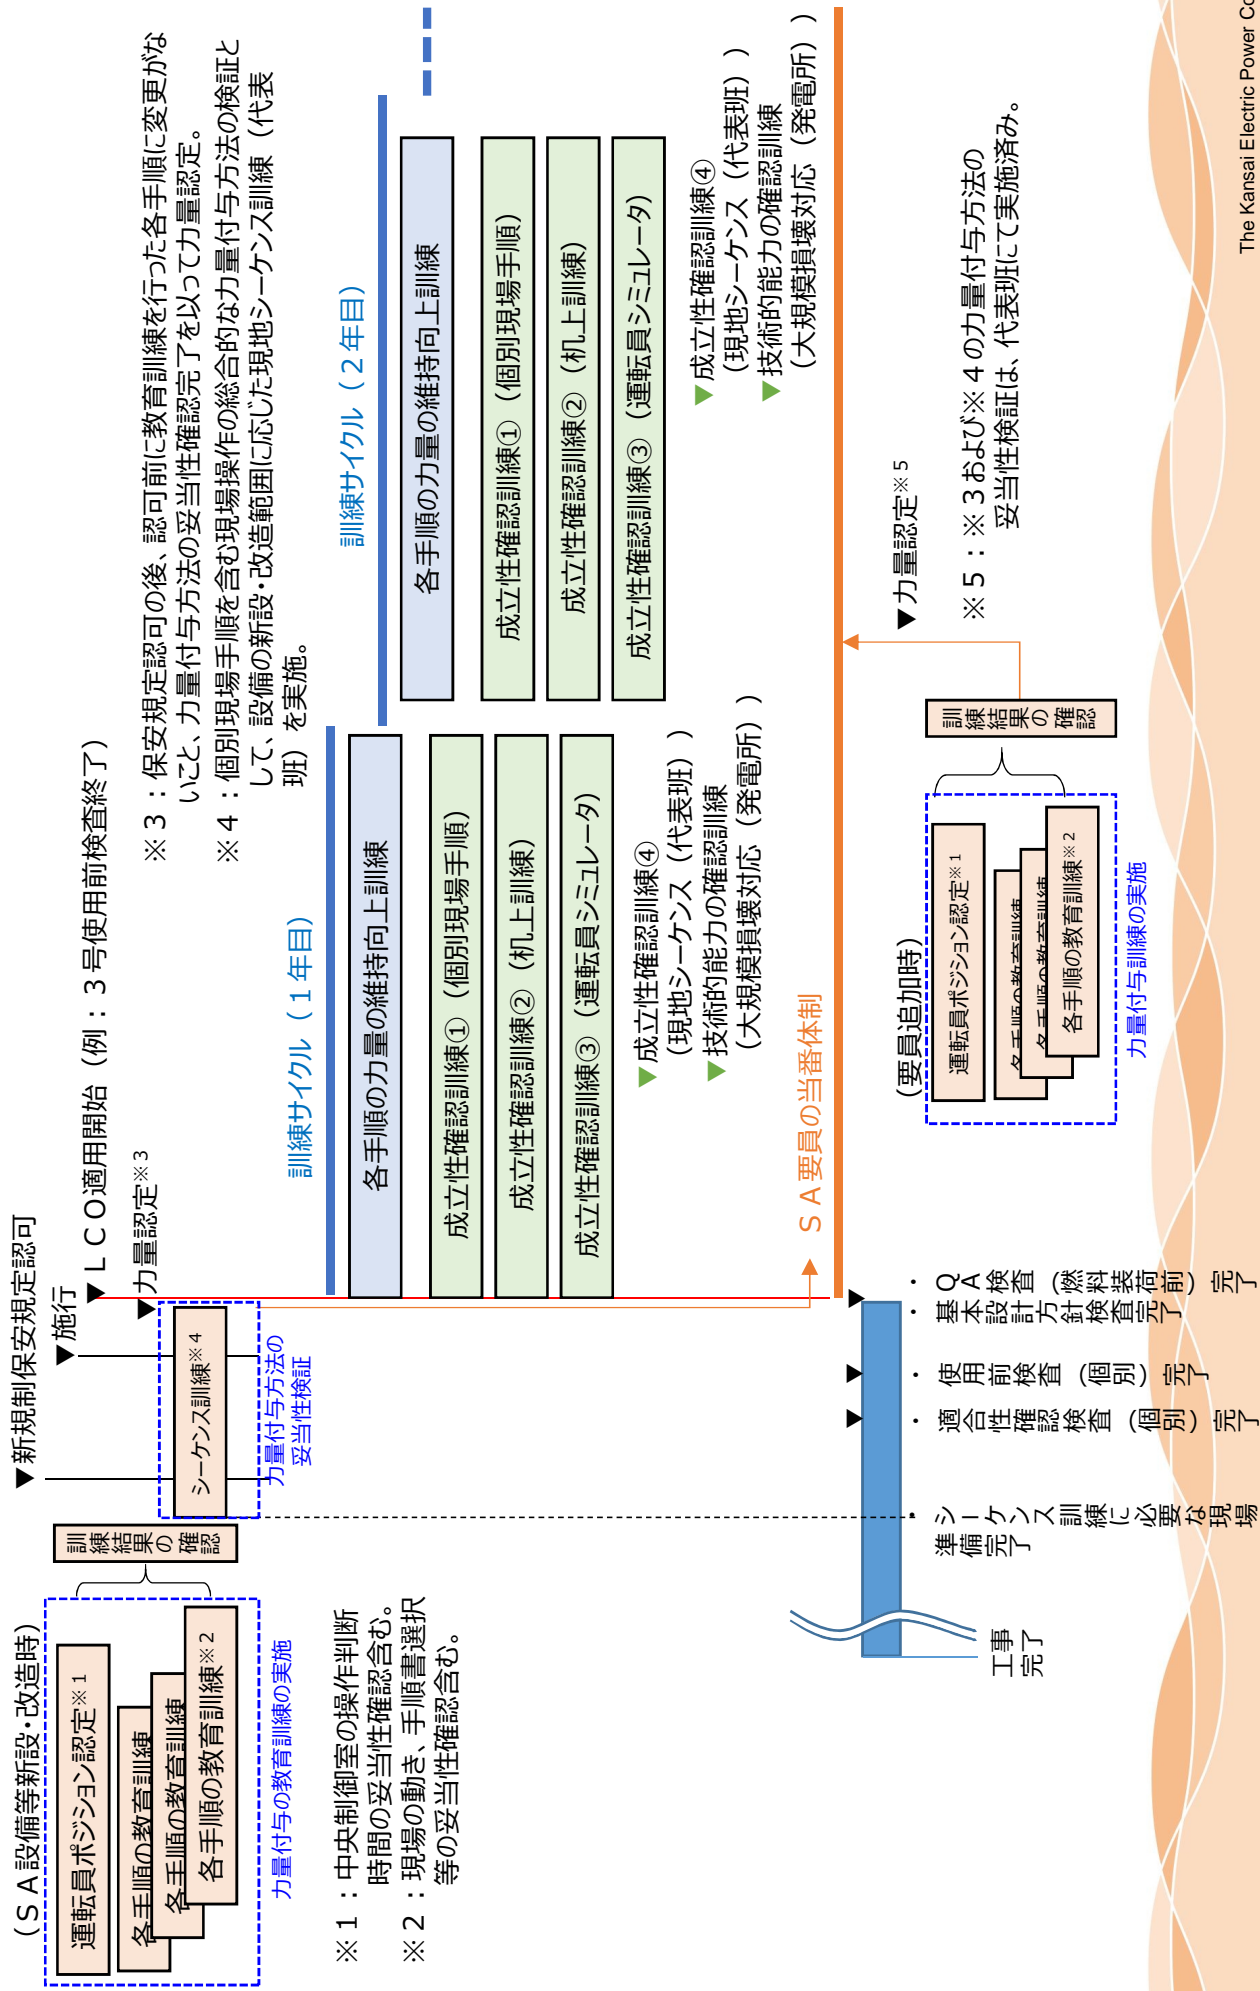 （ＳＡ設備等新設・改造時）
運転員ポジション認定※１
各手順の教育訓練
各手順の教育訓練
各手順の教育訓練※２
力量付与の教育訓練の実施
訓練結果の確認
※１：中央制御室の操作判断
時間の妥当性確認含む。
※２：現場の動き、手順書選択
等の妥当性確認含む。
▼新規制保安規定認可
▼施行
▼ＬＣＯ適用開始（例：３号使用前検査終了）
▼力量認定※３
シーケンス訓練※４
力量付与方法の
妥当性検証
※３：保安規定認可の後、認可前に教育訓練を行った各手順に変更がな
いこと、力量付与方法の妥当性確認完了を以って力量認定。
※４：個別現場手順を含む現場操作の総合的な力量付与方法の検証と
して、設備の新設・改造範囲に応じた現地シーケンス訓練（代表
班）を実施。
訓練サイクル（１年目）
各手順の力量の維持向上訓練
成立性確認訓練①（個別現場手順）
成立性確認訓練②（机上訓練）
成立性確認訓練③（運転員シミュレータ）
▼成立性確認訓練④
（現地シーケンス（代表班））
▼技術的能力の確認訓練
（大規模損壊対応（発電所））
訓練サイクル（２年目）
各手順の力量の維持向上訓練
成立性確認訓練①（個別現場手順）
成立性確認訓練②（机上訓練）
成立性確認訓練③（運転員シミュレータ）
▼成立性確認訓練④
（現地シーケンス（代表班））
▼技術的能力の確認訓練
（大規模損壊対応（発電所））
ＳＡ要員の当番体制
工事
完了
・シーケンス訓練に必要な現場
準備完了
・適合性確認検査（個別）完了
・使用前検査（個別）完了
・基本設計方針検査完了
・ＱＡ検査（燃料装荷前）完了
（要員追加時）
運転員ポジション認定※１
各手順の教育訓練
各手順の教育訓練
各手順の教育訓練※２
力量付与訓練の実施
訓練結果の確認
▼力量認定※５
※５：※３および※４の力量付与方法の
妥当性検証は、代表班にて実施済み。
The Kansai Electric Power Co